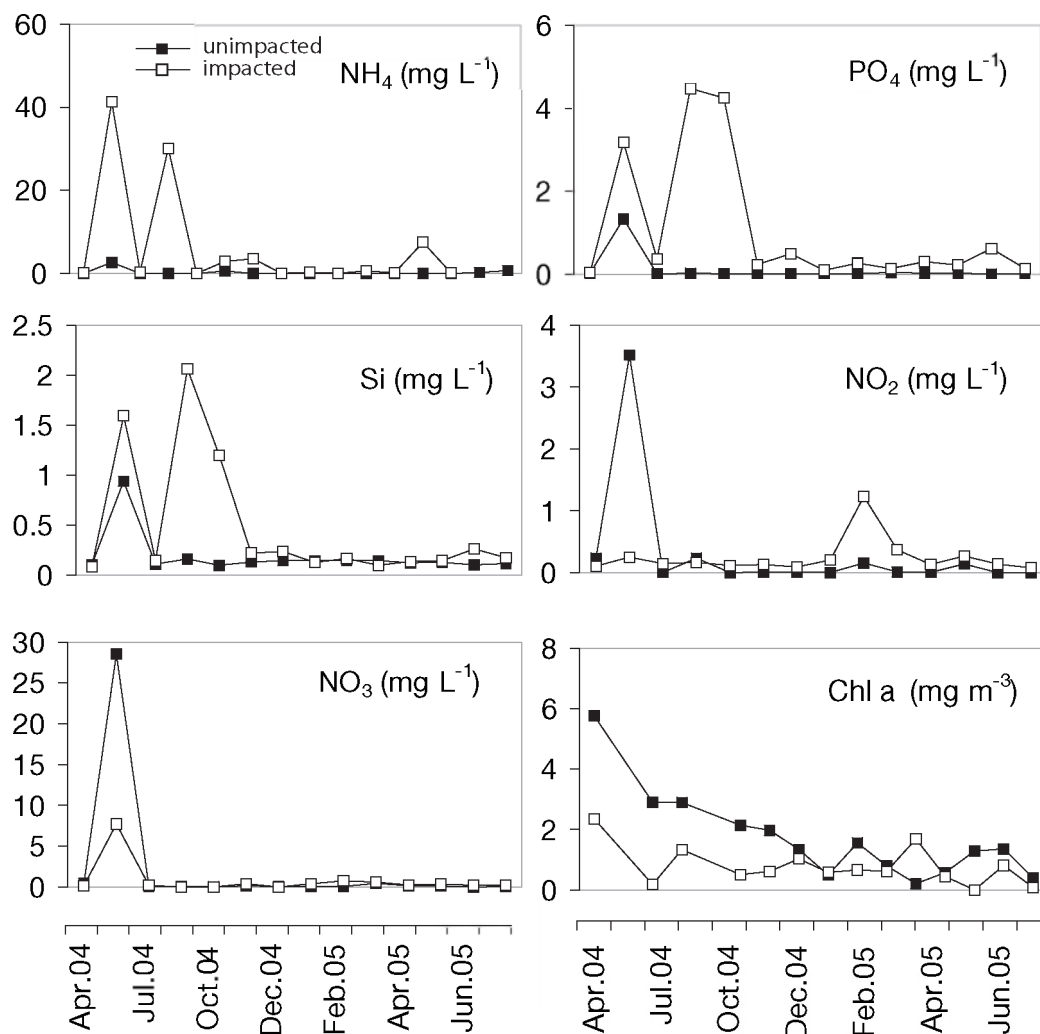 60
40
20
0
unimpacted
impacted
NH₄ (mg L⁻¹)
6
4
2
0
PO₄ (mg L⁻¹)
2.5
2
1.5
1
0.5
0
Si (mg L⁻¹)
4
3
2
1
0
NO₂ (mg L⁻¹)
30
25
20
15
10
5
0
NO₃ (mg L⁻¹)
8
6
4
2
0
Chl a (mg m⁻³)
Apr.04
Jul.04
Oct.04
Dec.04
Feb.05
Apr.05
Jun.05
Apr.04
Jul.04
Oct.04
Dec.04
Feb.05
Apr.05
Jun.05